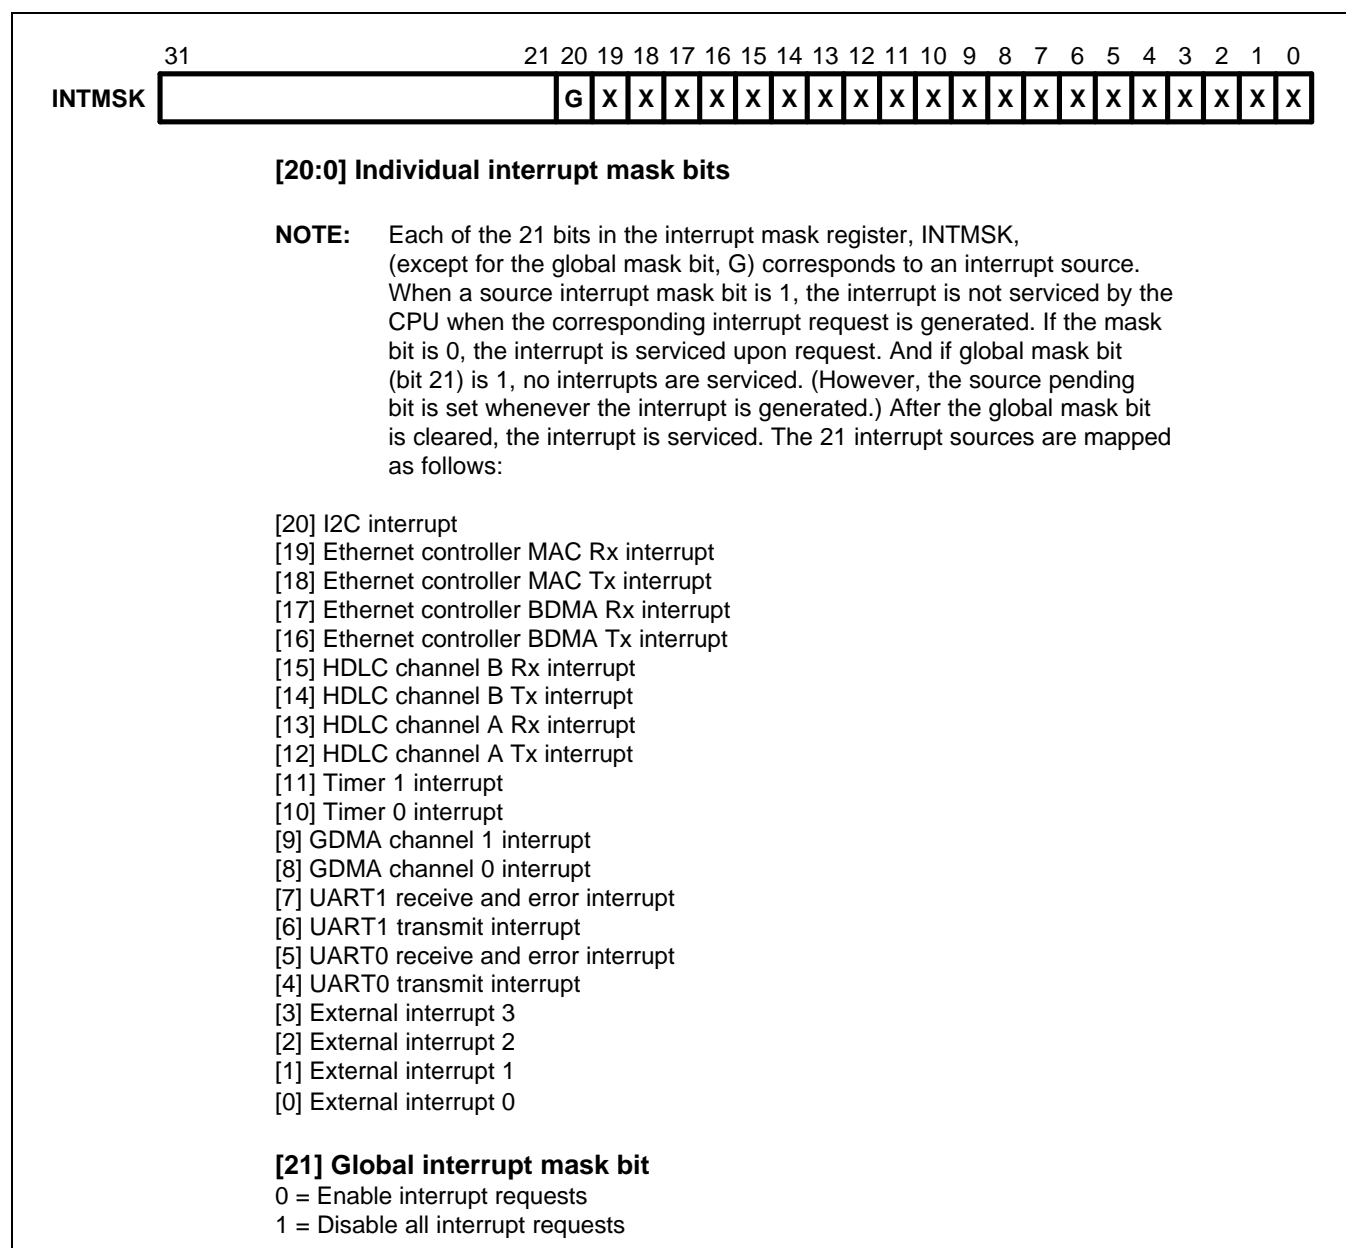 31 21 20 19 18 17 16 15 14 13 12 11 10 9 8 7 6 5 4 3 2 1 0
INTMSK G X X X X X X X X X X X X X X X X X X X X
[20:0] Individual interrupt mask bits
NOTE: Each of the 21 bits in the interrupt mask register, INTMSK,
(except for the global mask bit, G) corresponds to an interrupt source.
When a source interrupt mask bit is 1, the interrupt is not serviced by the
CPU when the corresponding interrupt request is generated. If the mask
bit is 0, the interrupt is serviced upon request. And if global mask bit
(bit 21) is 1, no interrupts are serviced. (However, the source pending
bit is set whenever the interrupt is generated.) After the global mask bit
is cleared, the interrupt is serviced. The 21 interrupt sources are mapped
as follows:
[20] I2C interrupt
[19] Ethernet controller MAC Rx interrupt
[18] Ethernet controller MAC Tx interrupt
[17] Ethernet controller BDMA Rx interrupt
[16] Ethernet controller BDMA Tx interrupt
[15] HDLC channel B Rx interrupt
[14] HDLC channel B Tx interrupt
[13] HDLC channel A Rx interrupt
[12] HDLC channel A Tx interrupt
[11] Timer 1 interrupt
[10] Timer 0 interrupt
[9] GDMA channel 1 interrupt
[8] GDMA channel 0 interrupt
[7] UART1 receive and error interrupt
[6] UART1 transmit interrupt
[5] UART0 receive and error interrupt
[4] UART0 transmit interrupt
[3] External interrupt 3
[2] External interrupt 2
[1] External interrupt 1
[0] External interrupt 0
[21] Global interrupt mask bit
0 = Enable interrupt requests
1 = Disable all interrupt requests